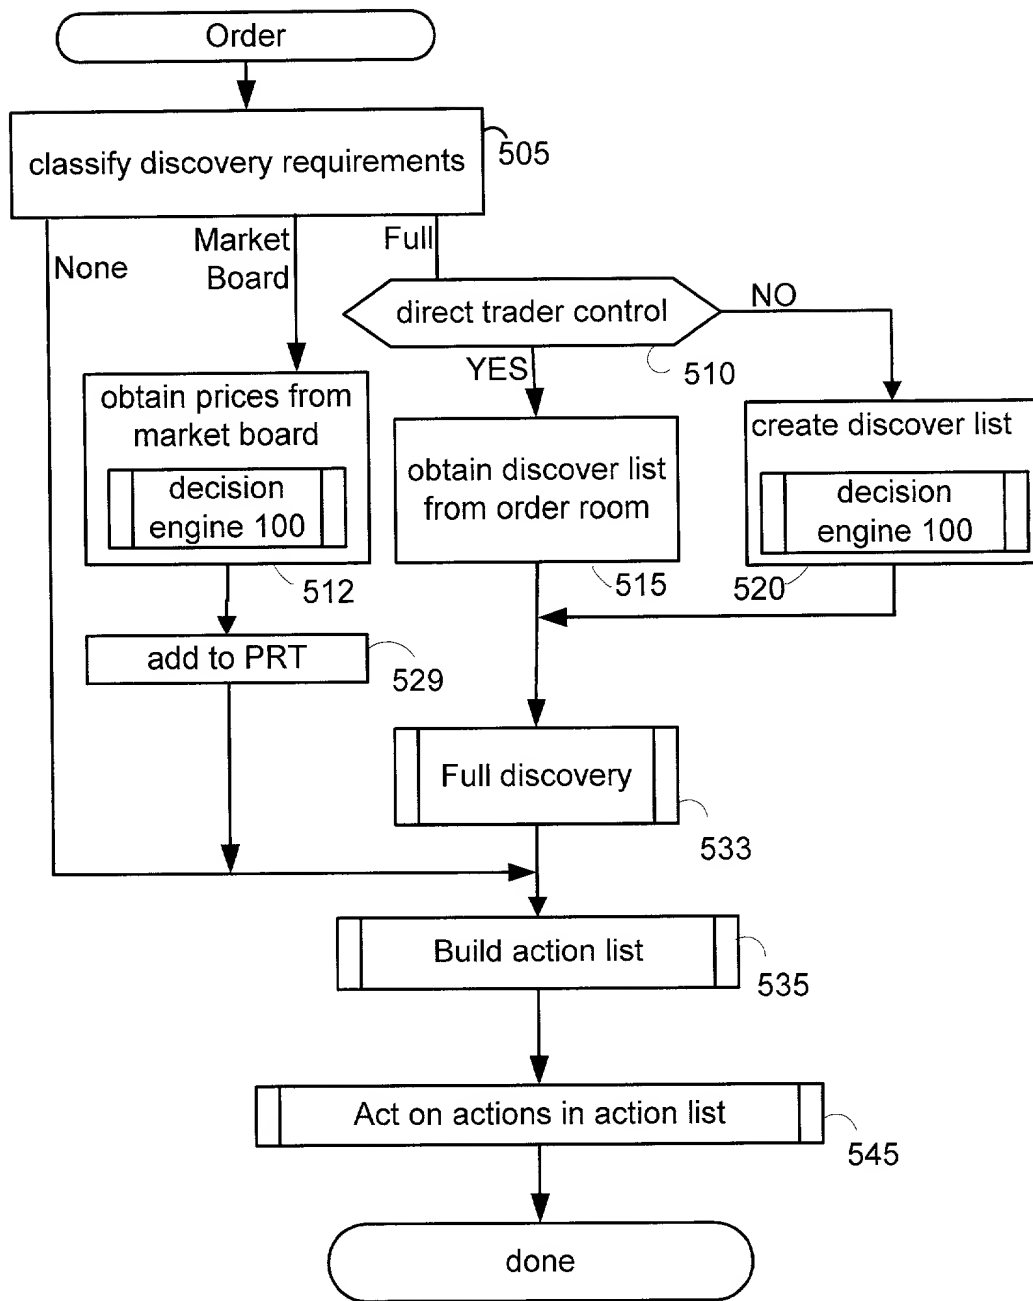 Order
classify discovery requirements
505
None
Market
Board
Full
direct trader control
NO
YES
510
obtain prices from
market board
decision
engine 100
512
obtain discover list
from order room
515
create discover list
decision
engine 100
520
add to PRT
529
Full discovery
533
Build action list
535
Act on actions in action list
545
done